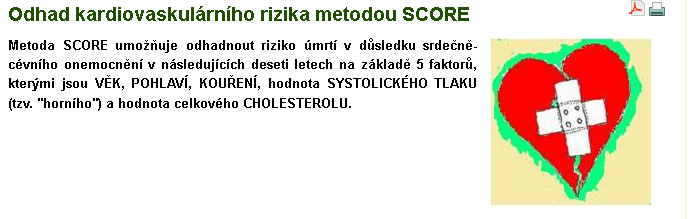 Odhad kardiovaskulárního rizika metodou SCORE
Metoda SCORE umožňuje odhadnout riziko úmrtí v důsledku srdečně-
cévního onemocnění v následujících deseti letech na základě 5 faktorů,
kterými jsou VĚK, POHLAVÍ, KOUŘENÍ, hodnota SYSTOLICKÉHO TLAKU
(tzv. "horního") a hodnota celkového CHOLESTEROLU.